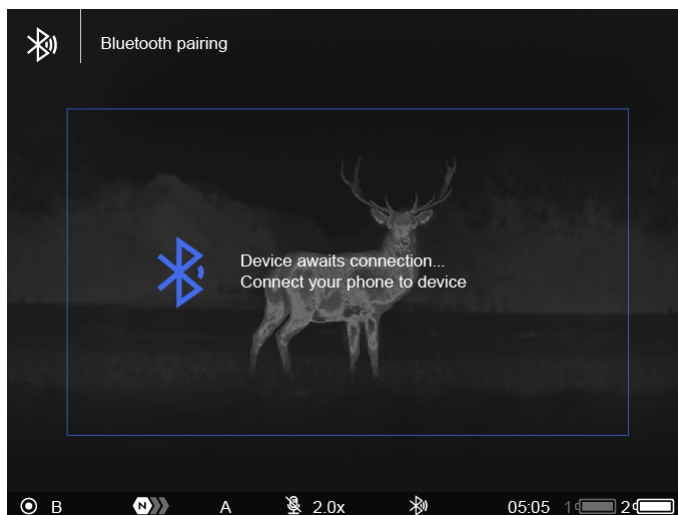 Bluetooth pairing
Device awaits connection...
Connect your phone to device
B N A 2.0x 05:05 1 2